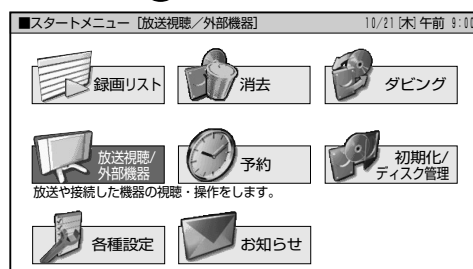 ■スタートメニュー［放送視聴／外部機器］ 10/21[木]午前 9:00
録画リスト 消去 ダビング
放送視聴/外部機器 予約 初期化/ディスク管理
放送や接続した機器の視聴・操作をします。
各種設定 お知らせ